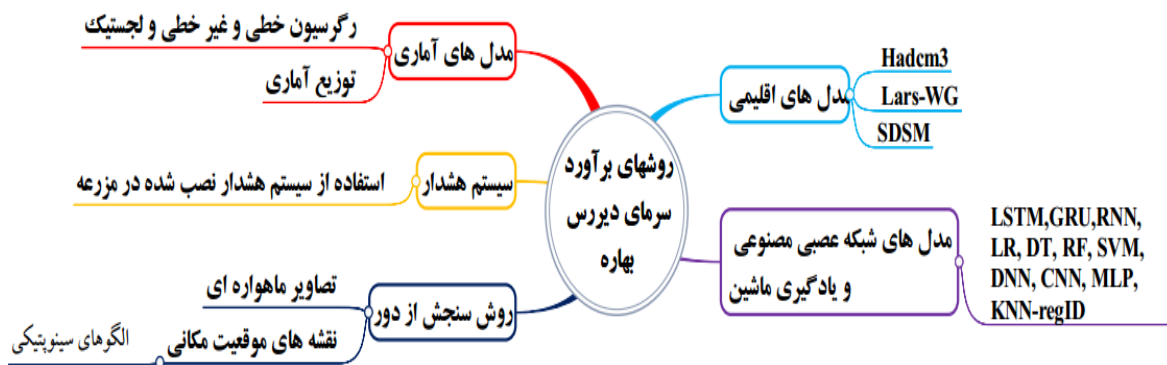 روشهای برآورد
سرمای دیررس
بهاره
مدل های آماری
رگرسیون خطی و غیر خطی و لجستیک
توزیع آماری
سیستم هشدار
استفاده از سیستم هشدار نصب شده در مزرعه
روش سنجش از دور
تصاویر ماهواره ای
نقشه های موقعیت مکانی
الگوهای سینوپتیکی
مدل های اقلیمی
Hadcm3
Lars-WG
SDSM
مدل های شبکه عصبی مصنوعی
و یادگیری ماشین
LSTM,GRU,RNN,
LR, DT, RF, SVM,
DNN, CNN, MLP,
KNN-regID